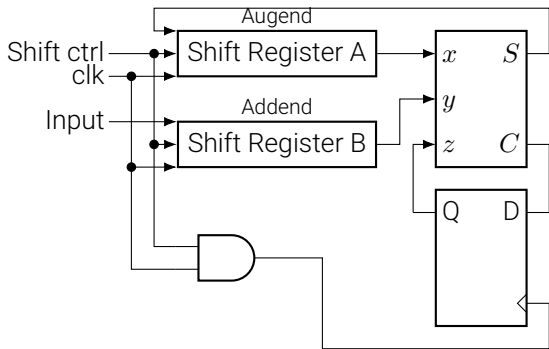 Augend
Shift ctrl
Shift Register A
x
S
clk
Addend
y
Input
Shift Register B
z
C
Q
D